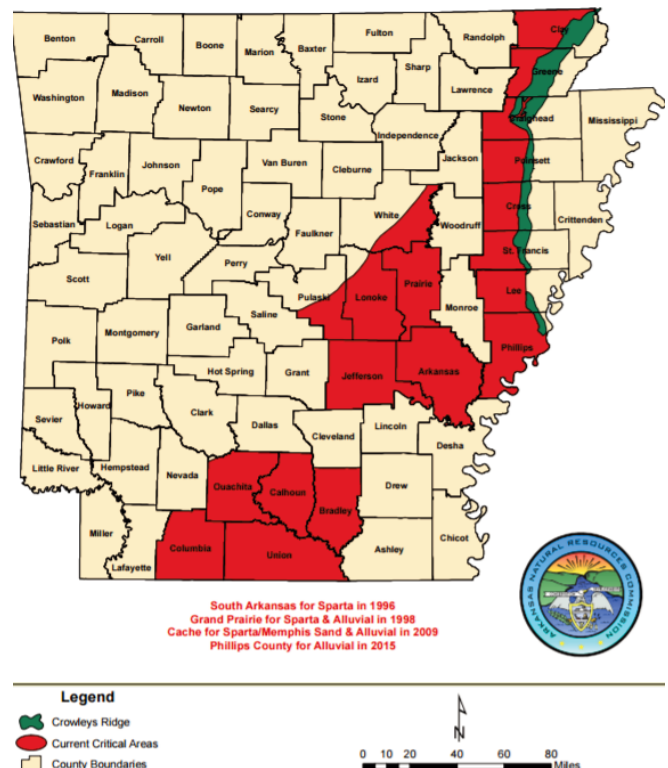 Benton
Carroll
Boone
Marion
Baxter
Fulton
Randolph
Clay
Sharp
Izard
Lawrence
Greene
Washington
Madison
Newton
Searcy
Stone
Independence
Craighead
Mississippi
Crawford
Franklin
Johnson
Pope
Van Buren
Cleburne
Jackson
Poinsett
Sebastian
Logan
Conway
Faulkner
White
Woodruff
Cross
Crittenden
Scott
Yell
Perry
Pulaski
Lonoke
Prairie
St. Francis
Lee
Saline
Monroe
Polk
Montgomery
Garland
Hot Spring
Grant
Jefferson
Arkansas
Phillips
Sevier
Howard
Pike
Clark
Dallas
Cleveland
Lincoln
Desha
Little River
Hempstead
Nevada
Ouachita
Calhoun
Bradley
Drew
Miller
Lafayette
Columbia
Union
Ashley
Chicot
South Arkansas for Sparta in 1996
Grand Prairie for Sparta & Alluvial in 1998
Cache for Sparta/Memphis Sand & Alluvial in 2009
Phillips County for Alluvial in 2015
ARKANSAS NATURAL RESOURCES COMMISSION
Legend
Crowleys Ridge
Current Critical Areas
County Boundaries
N
0 10 20 40 60 80
Miles